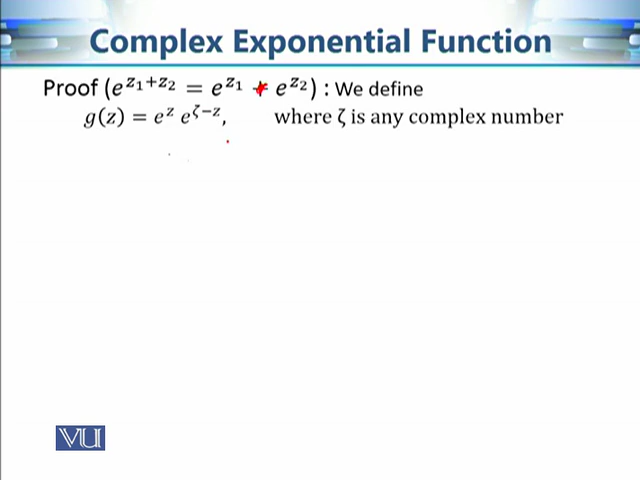 Complex Exponential Function
Proof (e^{z₁+z₂} = e^{z₁} + e^{z₂}) : We define
g(z) = e^z e^{ζ−z}, where ζ is any complex number
VU